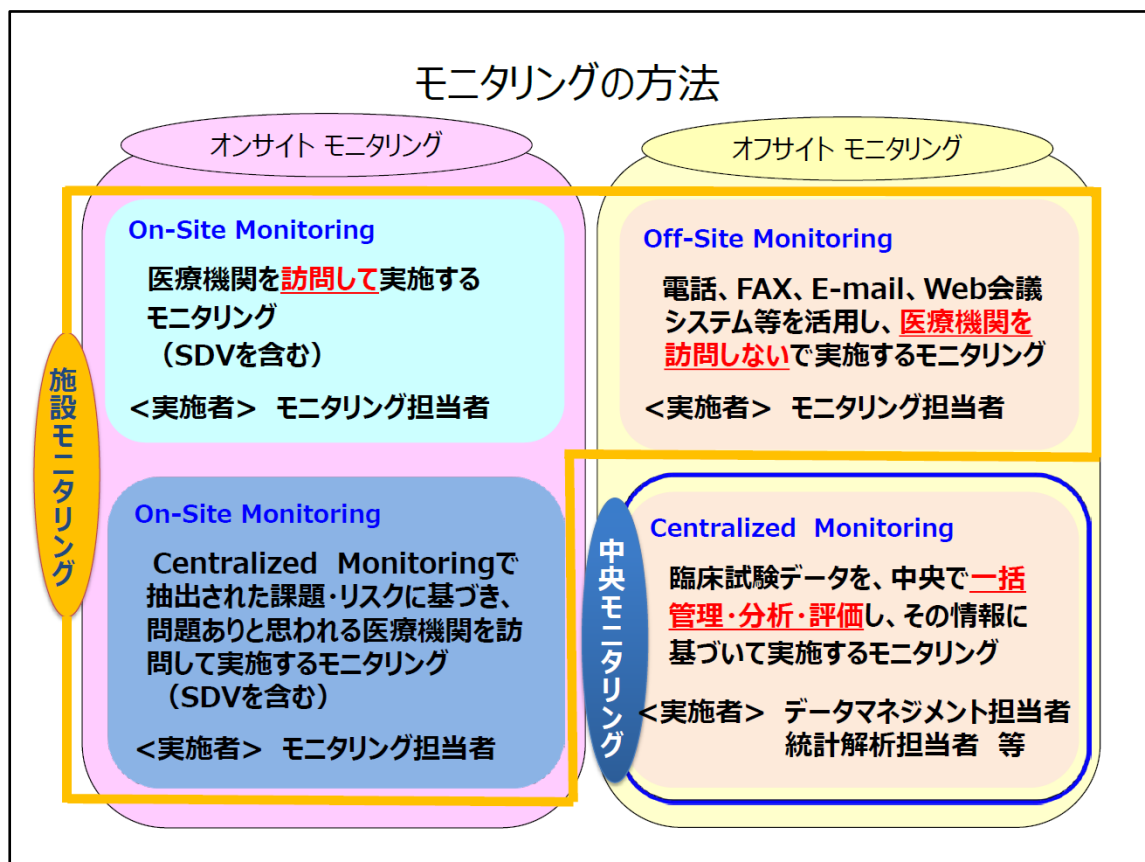 モニタリングの方法
オンサイト モニタリング
オフサイト モニタリング
施設モニタリング
On-Site Monitoring
医療機関を訪問して実施する
モニタリング
(SDVを含む)
<実施者> モニタリング担当者
Off-Site Monitoring
電話、FAX、E-mail、Web会議
システム等を活用し、医療機関を
訪問しないで実施するモニタリング
<実施者> モニタリング担当者
On-Site Monitoring
Centralized Monitoringで
抽出された課題・リスクに基づき、
問題ありと思われる医療機関を訪
問して実施するモニタリング
(SDVを含む)
<実施者> モニタリング担当者
中央モニタリング
Centralized Monitoring
臨床試験データを、中央で一括
管理・分析・評価し、その情報に
基づいて実施するモニタリング
<実施者> データマネジメント担当者
統計解析担当者 等